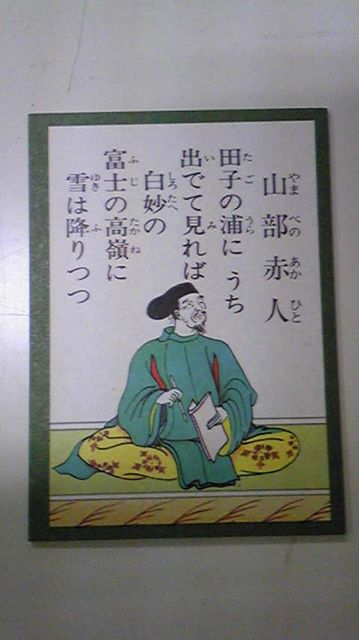 山部赤人
田子の浦にうち
出でて見れば
白妙の
富士の高嶺に
雪は降りつつ